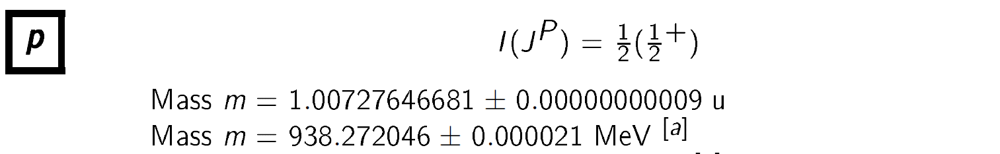 p I(J^P) = 1/2(1/2^+)
Mass m = 1.00727646681 ± 0.00000000009 u
Mass m = 938.272046 ± 0.000021 MeV [a]